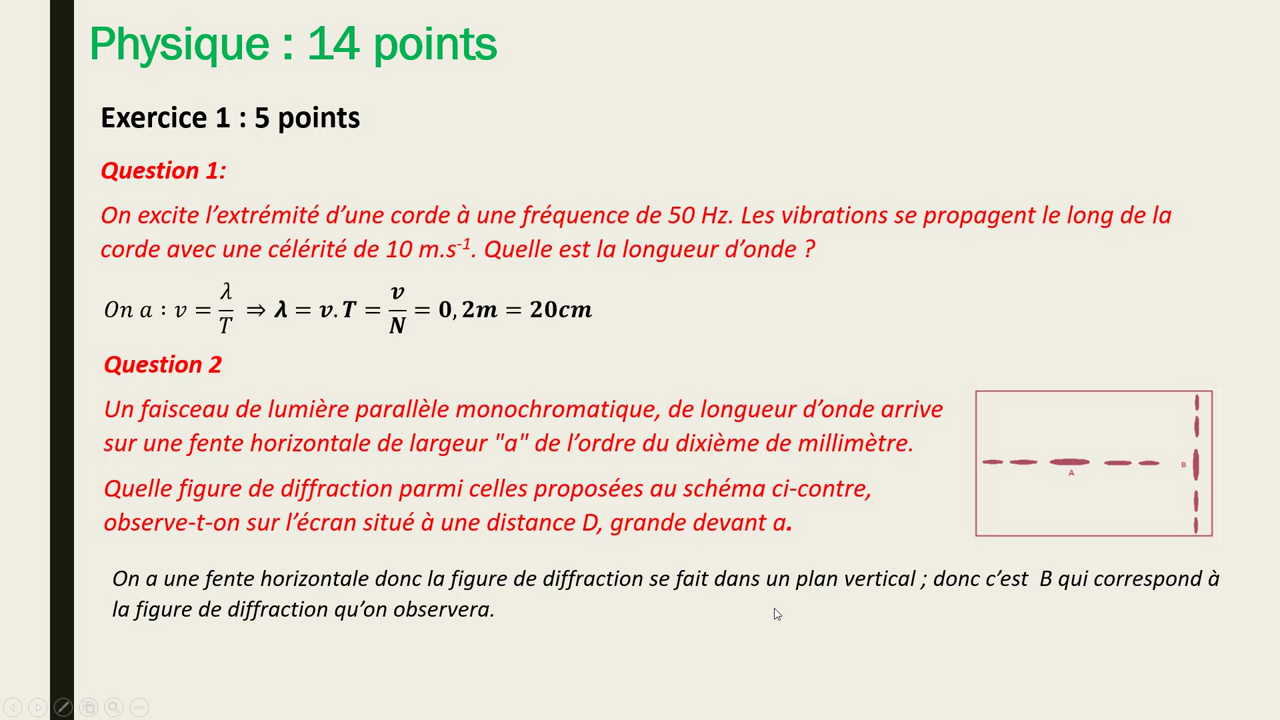 Physique : 14 points
Exercice 1 : 5 points
Question 1:
On excite l’extrémité d’une corde à une fréquence de 50 Hz. Les vibrations se propagent le long de la
corde avec une célérité de 10 m.s⁻¹. Quelle est la longueur d’onde ?
On a : v = λ/T ⇒ λ = v.T = v/N = 0,2m = 20cm
Question 2
Un faisceau de lumière parallèle monochromatique, de longueur d’onde arrive
sur une fente horizontale de largeur "a" de l’ordre du dixième de millimètre.
Quelle figure de diffraction parmi celles proposées au schéma ci-contre,
observe-t-on sur l’écran situé à une distance D, grande devant a.
A
B
On a une fente horizontale donc la figure de diffraction se fait dans un plan vertical ; donc c’est B qui correspond à
la figure de diffraction qu’on observera.